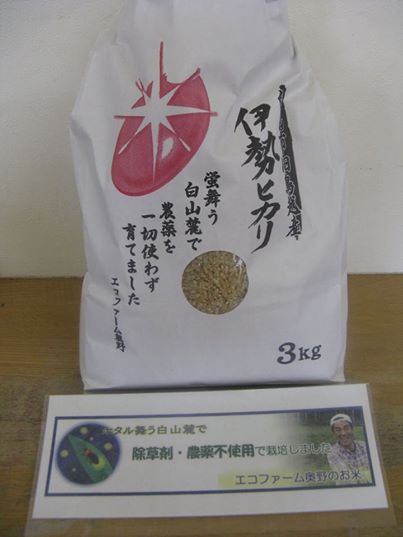 伊勢ヒカリ
蛍舞う
白山麓で
農薬を
一切使わず
育てました
エコファーム奥野
3kg
ホタル舞う白山麓で
除草剤・農薬不使用で栽培しました
エコファーム奥野のお米